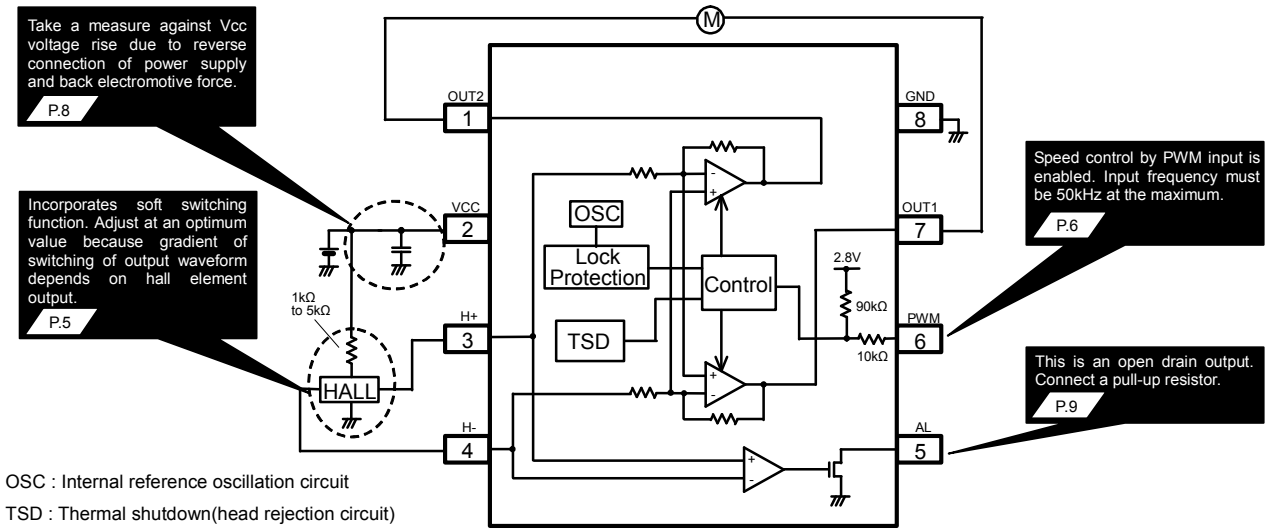 Take a measure against Vcc
voltage rise due to reverse
connection of power supply
and back electromotive force.
P.8
Incorporates soft switching
function. Adjust at an optimum
value because gradient of
switching of output waveform
depends on hall element
output.
P.5
M
OUT2
1
VCC
2
1kΩ
to 5kΩ
H+
3
HALL
H-
4
OSC
Lock
Protection
TSD
Control
-
+
+
-
+
-
2.8V
90kΩ
10kΩ
GND
8
OUT1
7
PWM
6
AL
5
Speed control by PWM input is
enabled. Input frequency must
be 50kHz at the maximum.
P.6
This is an open drain output.
Connect a pull-up resistor.
P.9
OSC : Internal reference oscillation circuit
TSD : Thermal shutdown(head rejection circuit)